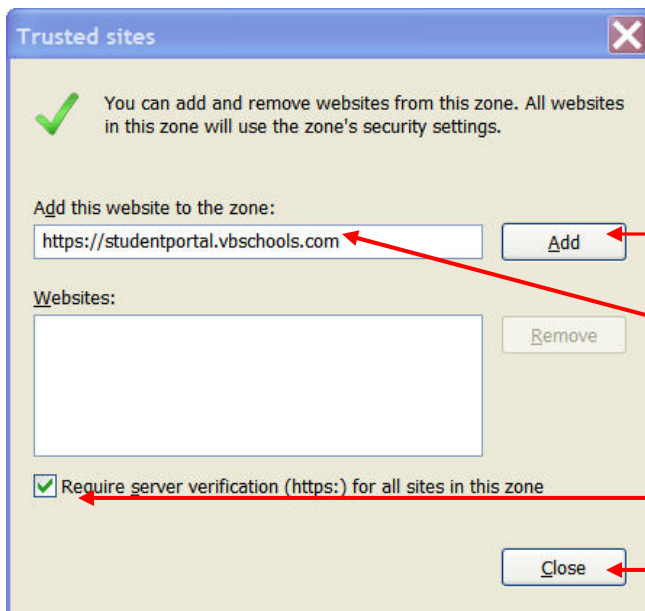 Trusted sites
You can add and remove websites from this zone. All websites
in this zone will use the zone's security settings.
Add this website to the zone:
https://studentportal.vbschools.com
Add
Websites:
Remove
Require server verification (https:) for all sites in this zone
Close